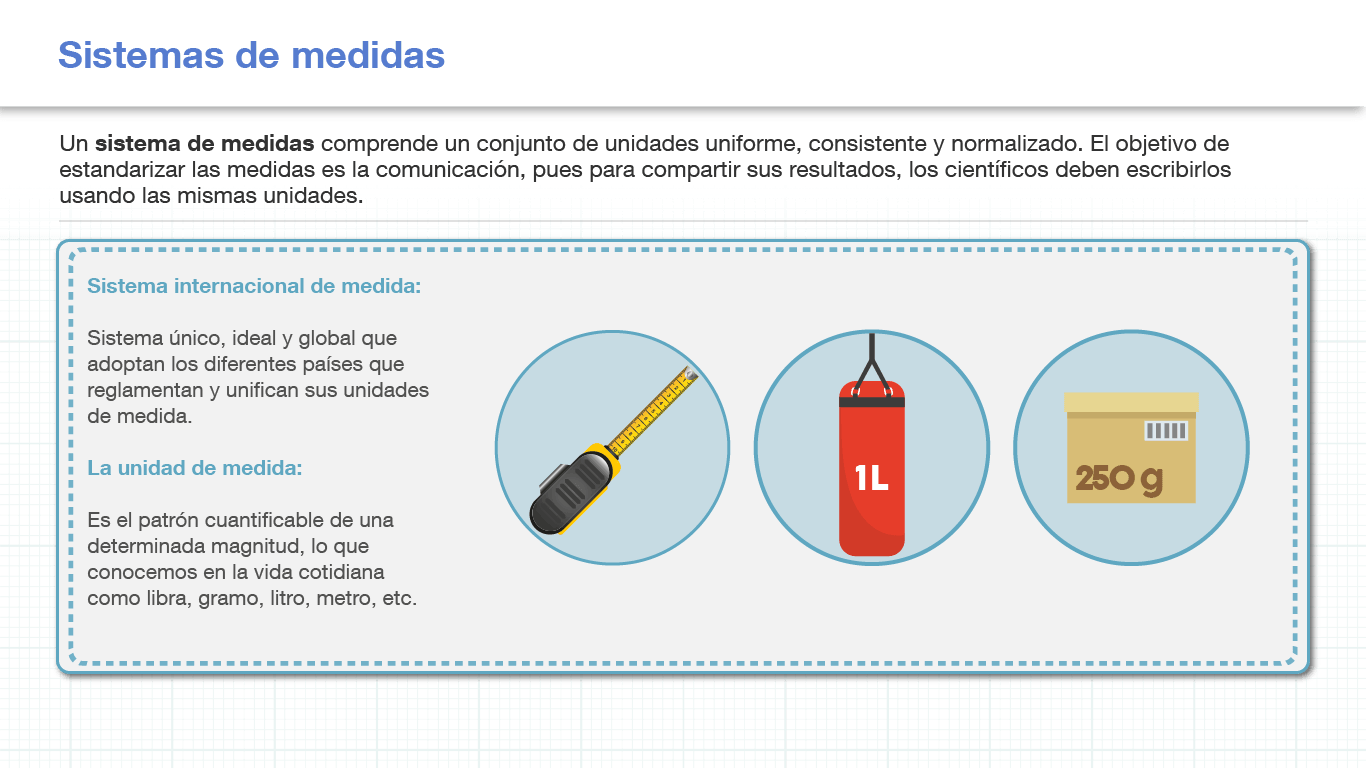 Sistemas de medidas
Un sistema de medidas comprende un conjunto de unidades uniforme, consistente y normalizado. El objetivo de
estandarizar las medidas es la comunicación, pues para compartir sus resultados, los científicos deben escribirlos
usando las mismas unidades.
Sistema internacional de medida:
Sistema único, ideal y global que
adoptan los diferentes países que
reglamentan y unifican sus unidades
de medida.
La unidad de medida:
Es el patrón cuantificable de una
determinada magnitud, lo que
conocemos en la vida cotidiana
como libra, gramo, litro, metro, etc.
1L
250 g